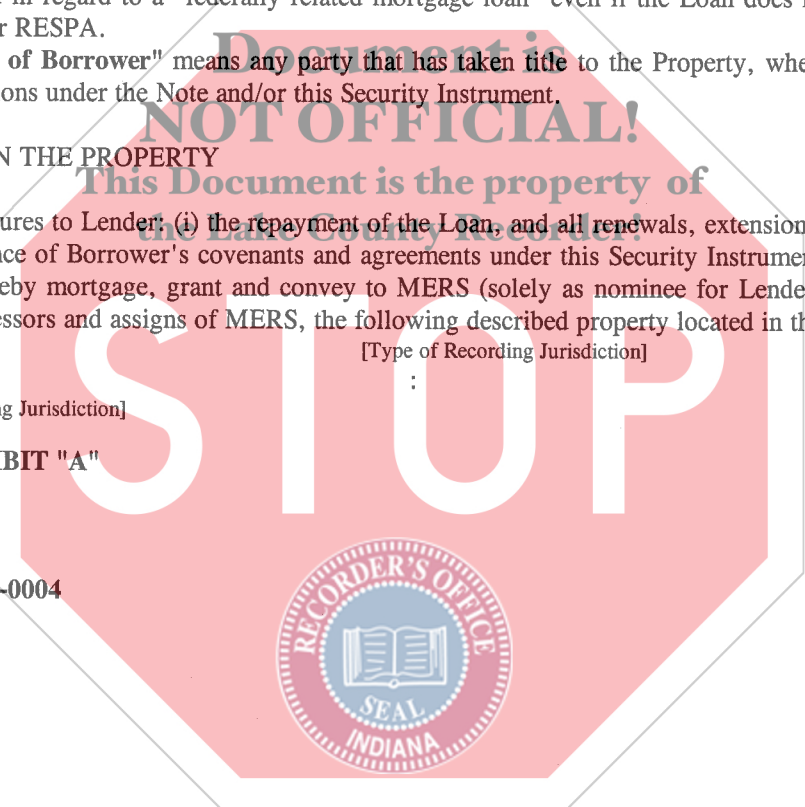 in regard to a "federally related mortgage loan" even if the Loan does
r RESPA.
of Borrower" means any party that has taken title to the Property, whe
ons under the Note and/or this Security Instrument.
N THE PROPERTY
ures to Lender: (i) the repayment of the Loan, and all renewals, extension
ce of Borrower's covenants and agreements under this Security Instrumen
eby mortgage, grant and convey to MERS (solely as nominee for Lende
essors and assigns of MERS, the following described property located in th
[Type of Recording Jurisdiction]
:
g Jurisdiction]
BIT "A"
-0004
Document is
NOT OFFICIAL!
This Document is the property of
the Lake County Recorder!
STOP
RECORDER'S OFFICE
SEAL
INDIANA